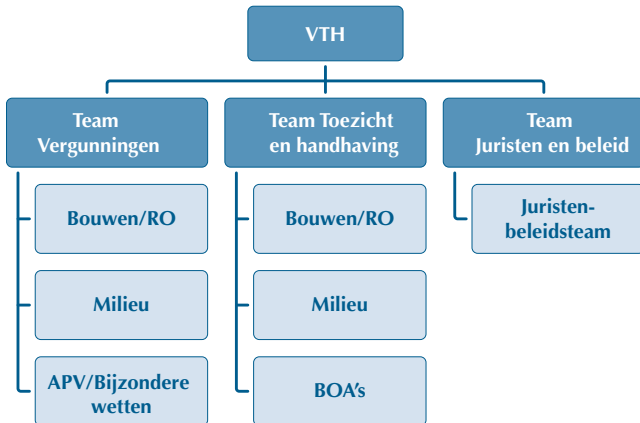 VTH
Team
Vergunningen
Team Toezicht
en handhaving
Team
Juristen en beleid
Bouwen/RO
Milieu
APV/Bijzondere
wetten
Bouwen/RO
Milieu
BOA's
Juristen-
beleidsteam